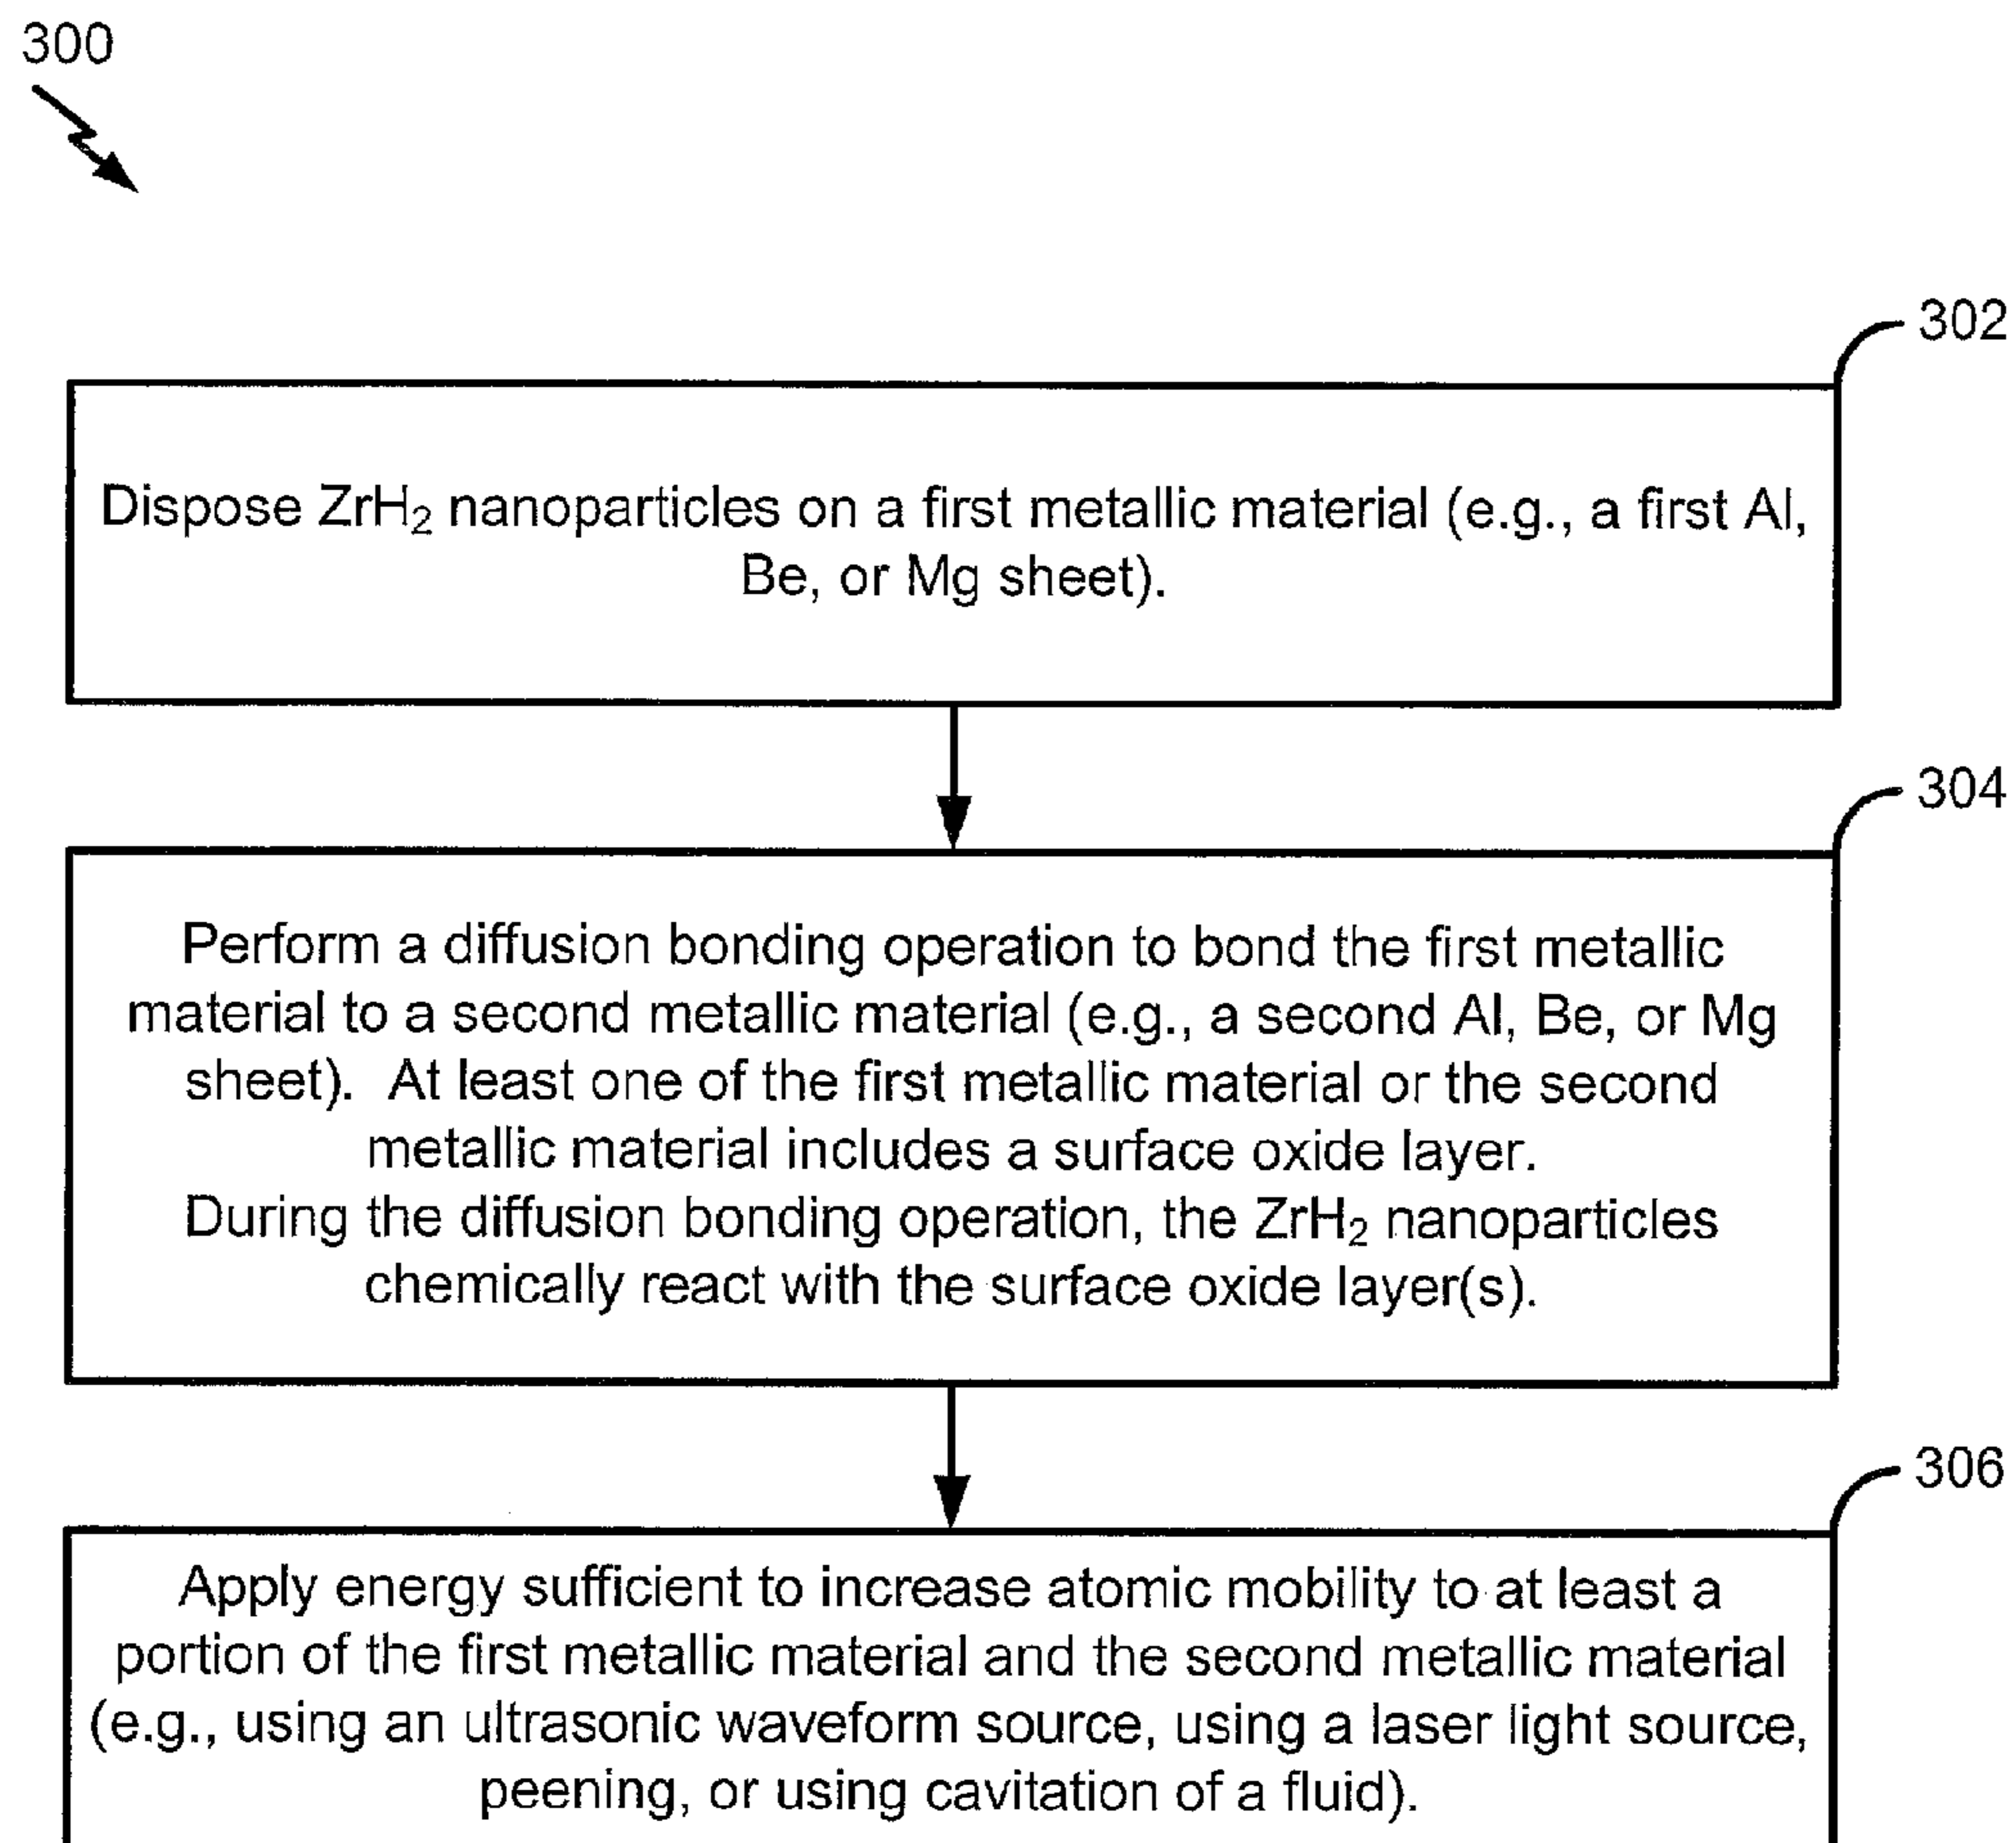 300
302
Dispose ZrH₂ nanoparticles on a first metallic material (e.g., a first Al,
Be, or Mg sheet).
304
Perform a diffusion bonding operation to bond the first metallic
material to a second metallic material (e.g., a second Al, Be, or Mg
sheet).  At least one of the first metallic material or the second
metallic material includes a surface oxide layer.
During the diffusion bonding operation, the ZrH₂ nanoparticles
chemically react with the surface oxide layer(s).
306
Apply energy sufficient to increase atomic mobility to at least a
portion of the first metallic material and the second metallic material
(e.g., using an ultrasonic waveform source, using a laser light source,
peening, or using cavitation of a fluid).